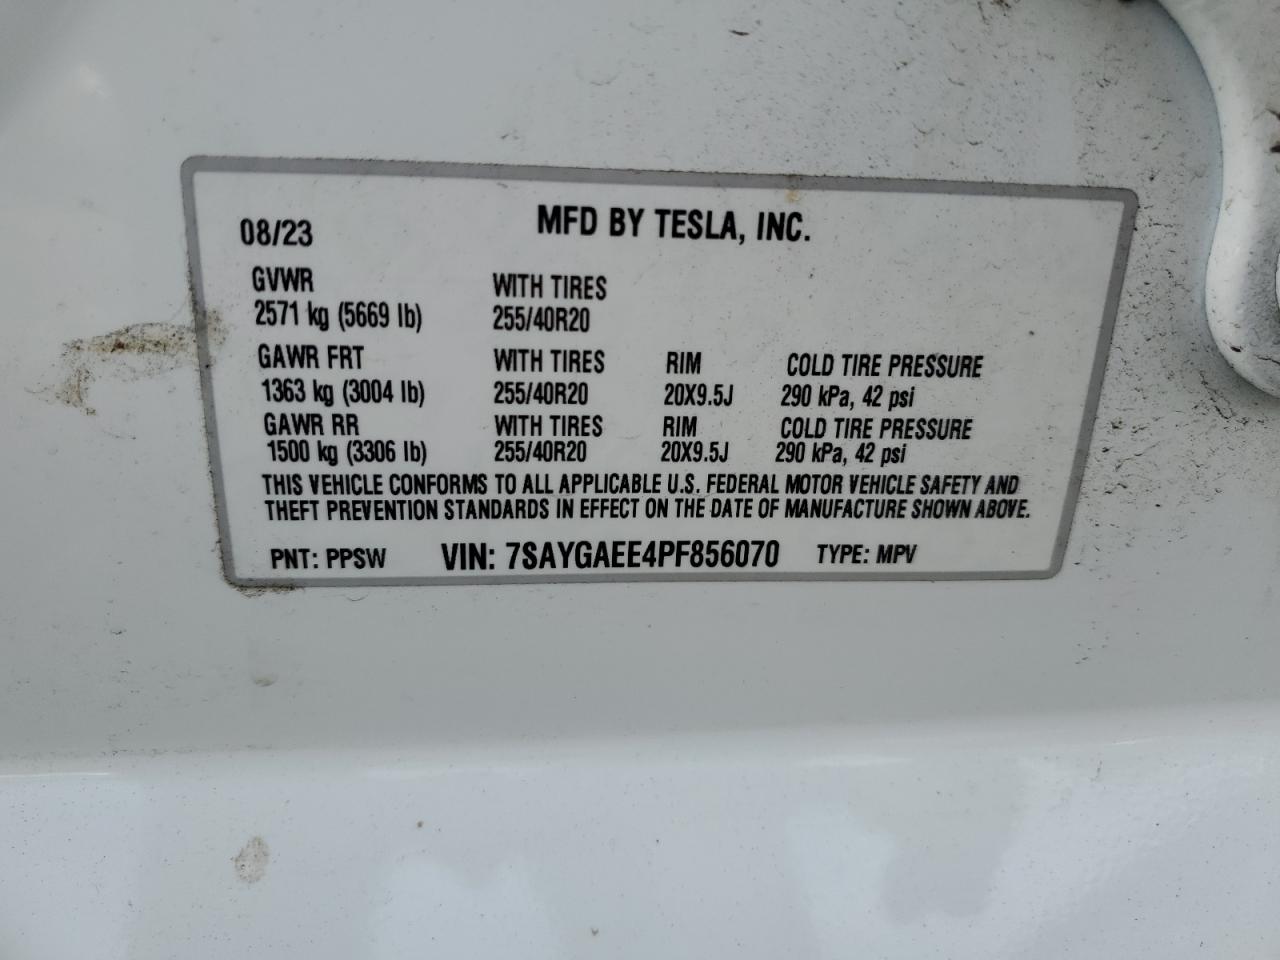 08/23 MFD BY TESLA, INC.
GVWR WITH TIRES
2571 kg (5669 lb) 255/40R20
GAWR FRT WITH TIRES RIM COLD TIRE PRESSURE
1363 kg (3004 lb) 255/40R20 20X9.5J 290 kPa, 42 psi
GAWR RR WITH TIRES RIM COLD TIRE PRESSURE
1500 kg (3306 lb) 255/40R20 20X9.5J 290 kPa, 42 psi
THIS VEHICLE CONFORMS TO ALL APPLICABLE U.S. FEDERAL MOTOR VEHICLE SAFETY AND
THEFT PREVENTION STANDARDS IN EFFECT ON THE DATE OF MANUFACTURE SHOWN ABOVE.
PNT: PPSW VIN: 7SAYGAEE4PF856070 TYPE: MPV